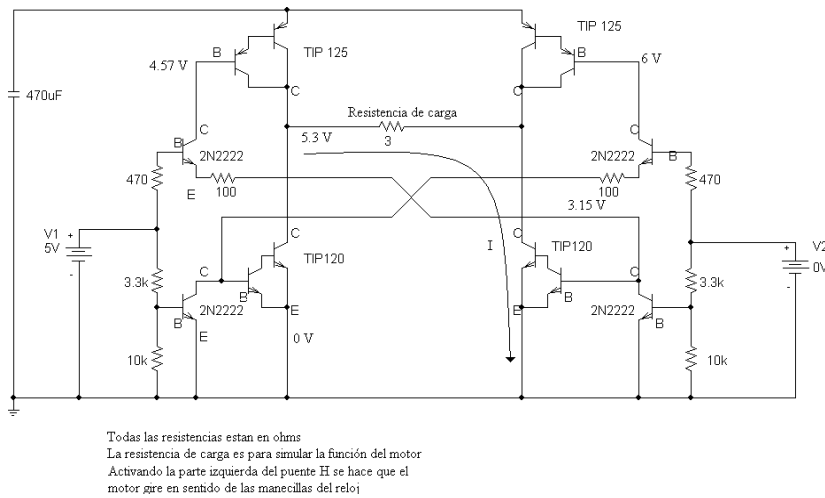 TIP 125
TIP 125
B
B
4.57 V
6 V
470uF
C
C
Resistencia de carga
3
5.3 V
C
C
B
B
2N2222
2N2222
470
470
E
100
100
3.15 V
V1
+
5V
-
V2
+
0V
-
C
C
I
TIP120
TIP120
C
C
3.3k
3.3k
B
B
2N2222
2N2222
B
B
E
E
E
0 V
10k
10k
Todas las resistencias estan en ohms
La resistencia de carga es para simular la función del motor
Activando la parte izquierda del puente H se hace que el
motor gire en sentido de las manecillas del reloj